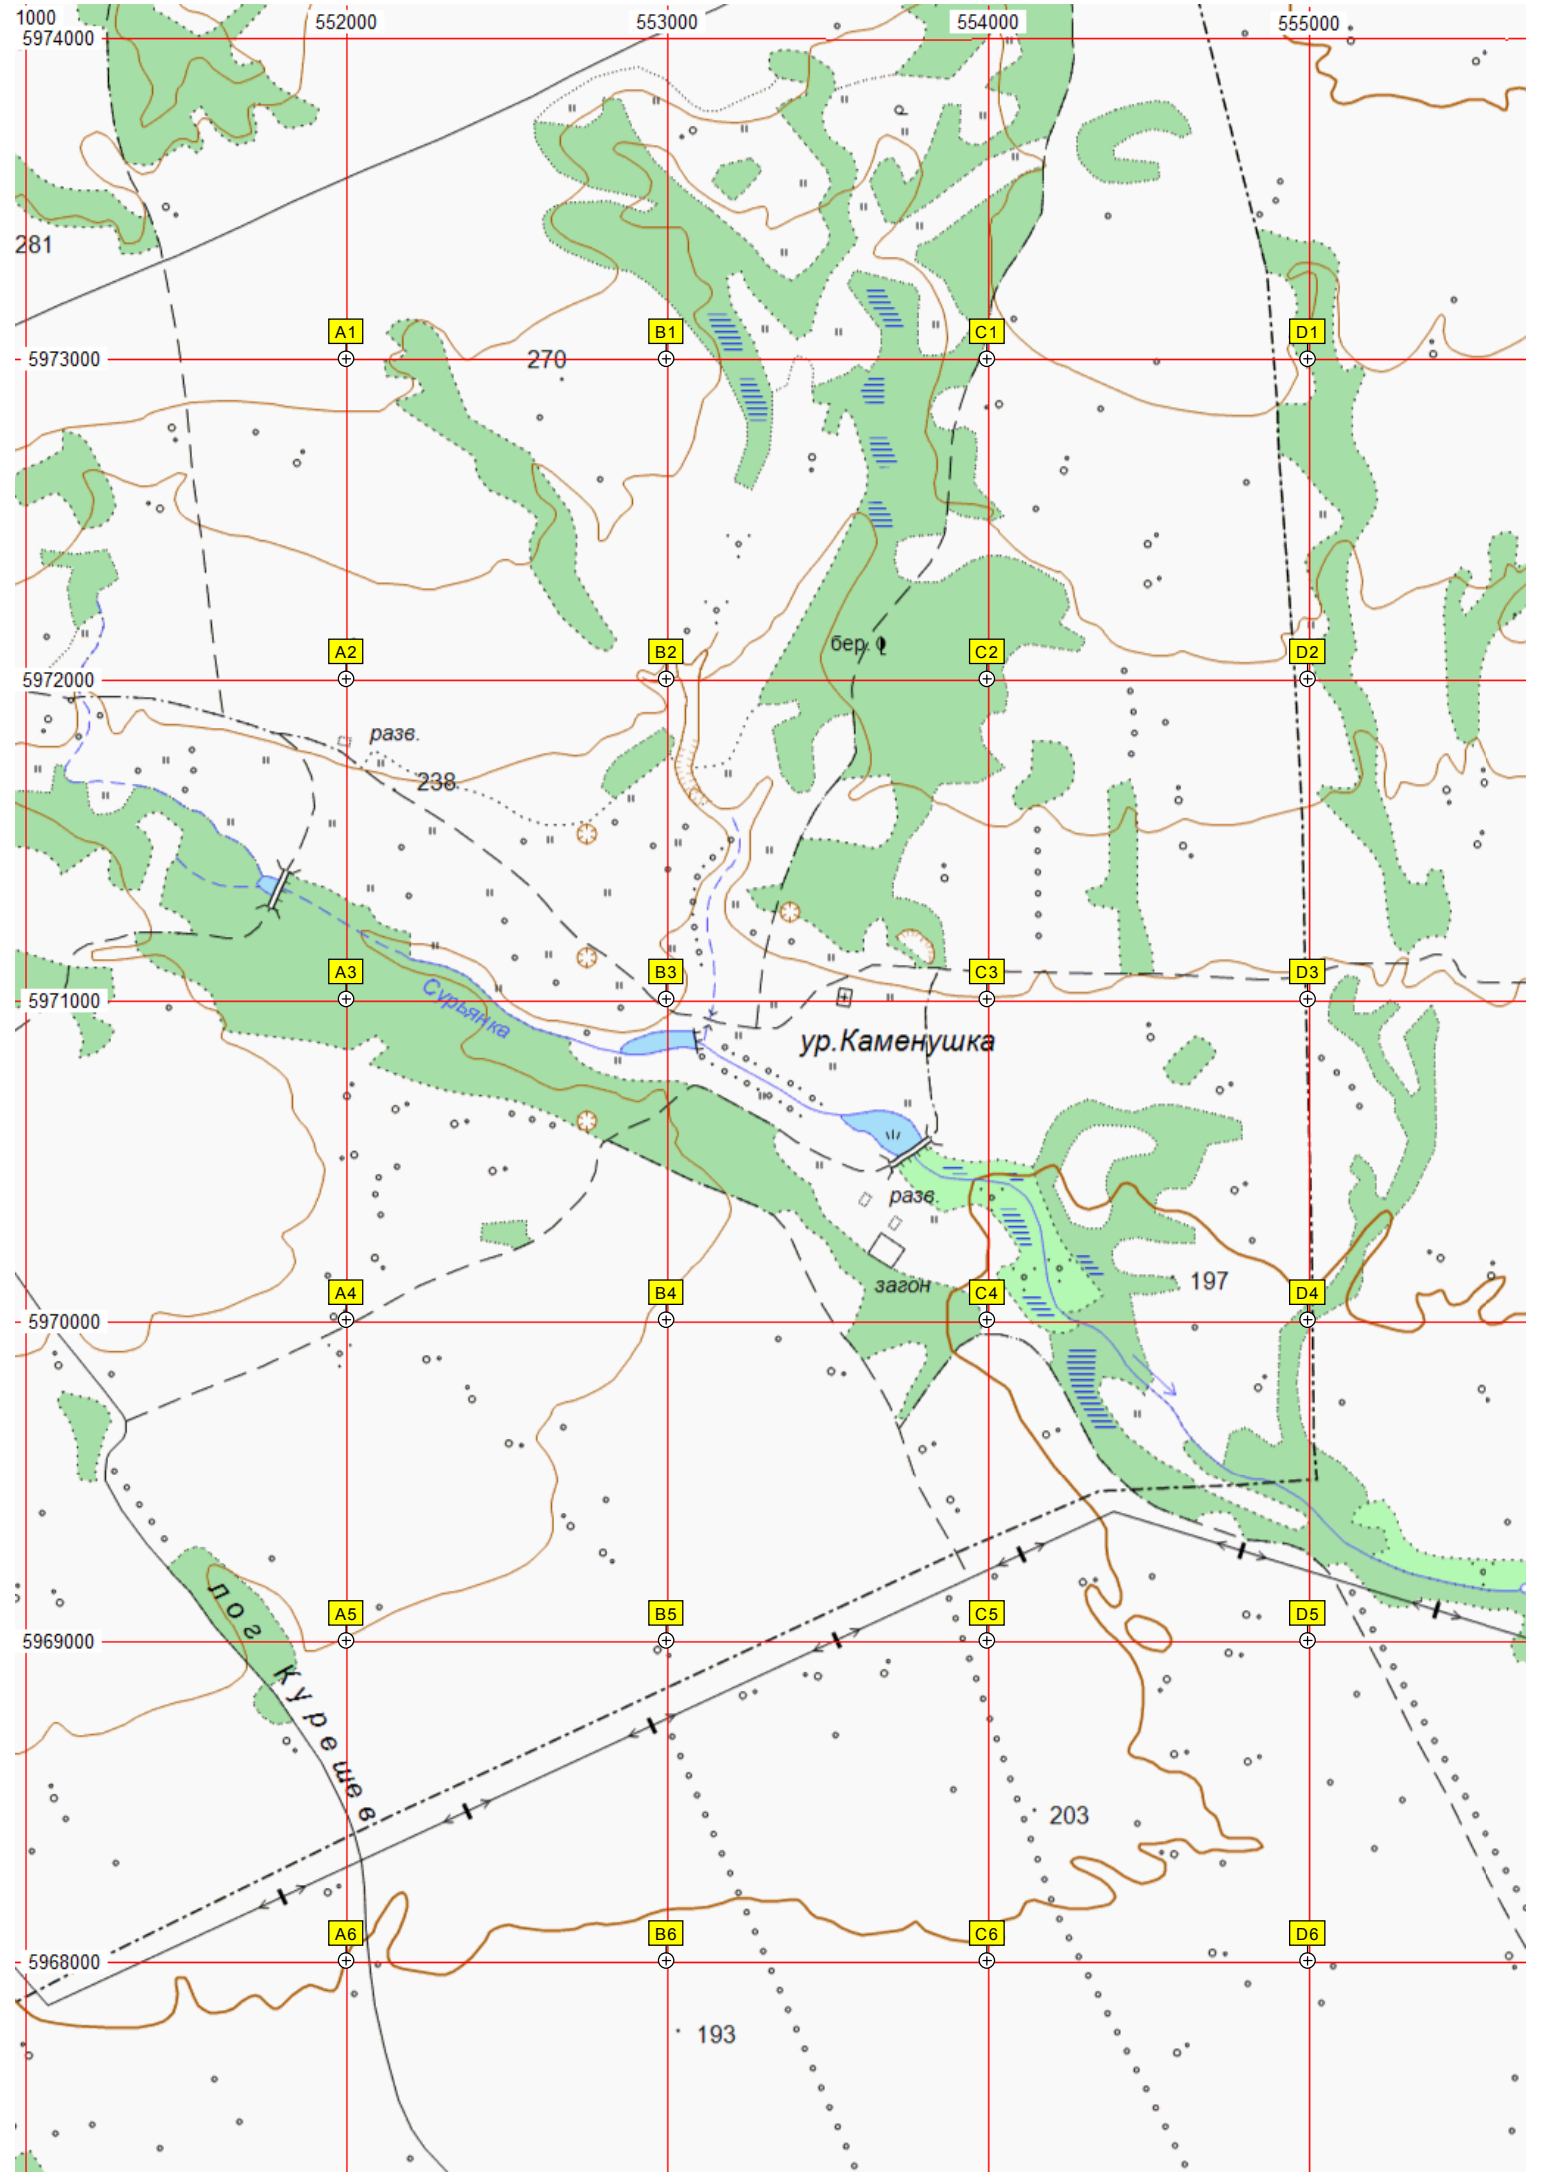 1000 552000 553000 554000 555000
5974000
281
A1 B1 C1 D1
5973000
270
бер.
A2 B2 C2 D2
5972000
разв.
238
A3 B3 C3 D3
5971000
Сурьянка
ур.Каменушка
разв.
197
загон
A4 B4 C4 D4
5970000
A5 B5 C5 D5
5969000
лог Курешев
203
A6 B6 C6 D6
5968000
193